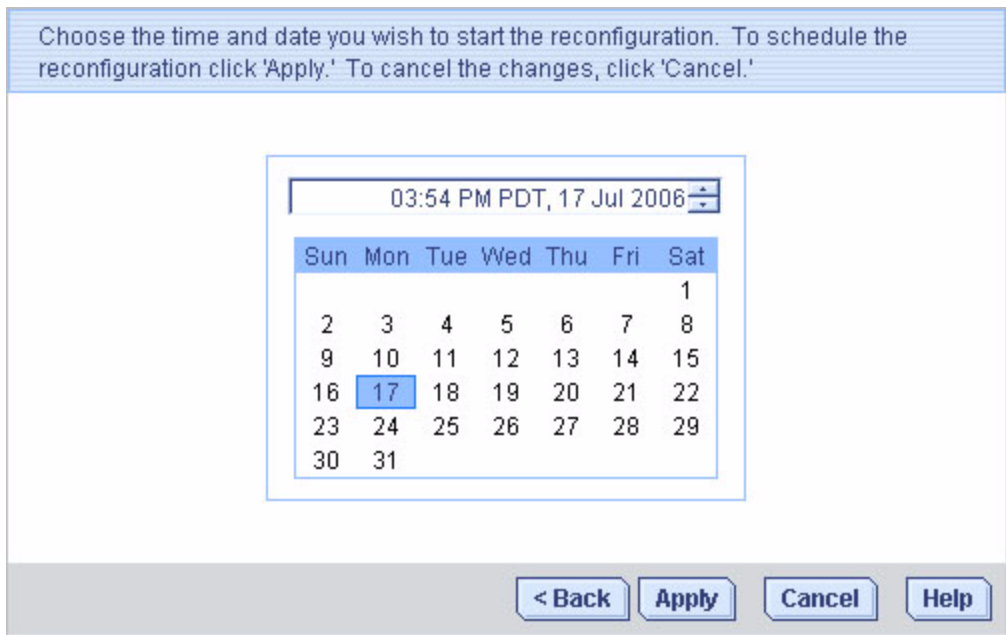 Choose the time and date you wish to start the reconfiguration. To schedule the
reconfiguration click 'Apply.' To cancel the changes, click 'Cancel.'
03:54 PM PDT, 17 Jul 2006
Sun Mon Tue Wed Thu Fri Sat
1
2 3 4 5 6 7 8
9 10 11 12 13 14 15
16 17 18 19 20 21 22
23 24 25 26 27 28 29
30 31
< Back Apply Cancel Help